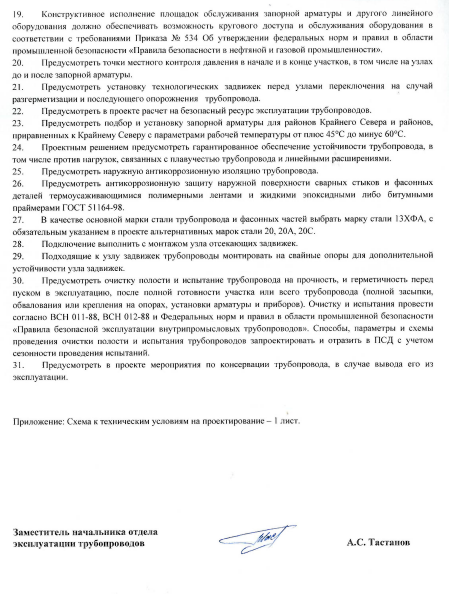 19. Конструктивное исполнение площадок обслуживания запорной арматуры и другого линейного
оборудования должно обеспечивать возможность кругового доступа и обслуживания оборудования в
соответствии с требованиями Приказа № 534 Об утверждении федеральных норм и правил в области
промышленной безопасности «Правила безопасности в нефтяной и газовой промышленности».
20. Предусмотреть точки местного контроля давления в начале и в конце участков, в том числе на узлах
до и после запорной арматуры.
21. Предусмотреть установку технологических задвижек перед узлами переключения на случай
разгерметизации и последующего опорожнения трубопровода.
22. Предусмотреть в проекте расчет на безопасный ресурс эксплуатации трубопроводов.
23. Предусмотреть подбор и установку запорной арматуры для районов Крайнего Севера и районов,
приравненных к Крайнему Северу с параметрами рабочей температуры от плюс 45°С до минус 60°С.
24. Проектным решением предусмотреть гарантированное обеспечение устойчивости трубопровода, в
том числе против нагрузок, связанных с плавучестью трубопровода и линейными расширениями.
25. Предусмотреть наружную антикоррозионную изоляцию трубопровода.
26. Предусмотреть антикоррозионную защиту наружной поверхности сварных стыков и фасонных
деталей термоусаживающимися полимерными лентами и жидкими эпоксидными либо битумными
праймерами ГОСТ 51164-98.
27. В качестве основной марки стали трубопровода и фасонных частей выбрать марку стали 13ХФА, с
обязательным указанием в проекте альтернативных марок стали 20, 20А, 20С.
28. Подключение выполнить с монтажом узла отсекающих задвижек.
29. Подходящие к узлу задвижек трубопроводы монтировать на свайные опоры для дополнительной
устойчивости узла задвижек.
30. Предусмотреть очистку полости и испытание трубопровода на прочность, и герметичность перед
пуском в эксплуатацию, после полной готовности участка или всего трубопровода (полной засыпки,
обвалования или крепления на опорах, установки арматуры и приборов). Очистку и испытания провести
согласно ВСН 011-88, ВСН 012-88 и Федеральных норм и правил в области промышленной безопасности
«Правила безопасной эксплуатации внутрипромысловых трубопроводов». Способы, параметры и схемы
проведения очистки полости и испытания трубопроводов запроектировать и отразить в ПСД с учетом
сезонности проведения испытаний.
31. Предусмотреть в проекте мероприятия по консервации трубопровода, в случае вывода его из
эксплуатации.
Приложение: Схема к техническим условиям на проектирование – 1 лист.
Заместитель начальника отдела
эксплуатации трубопроводов А.С. Тастанов